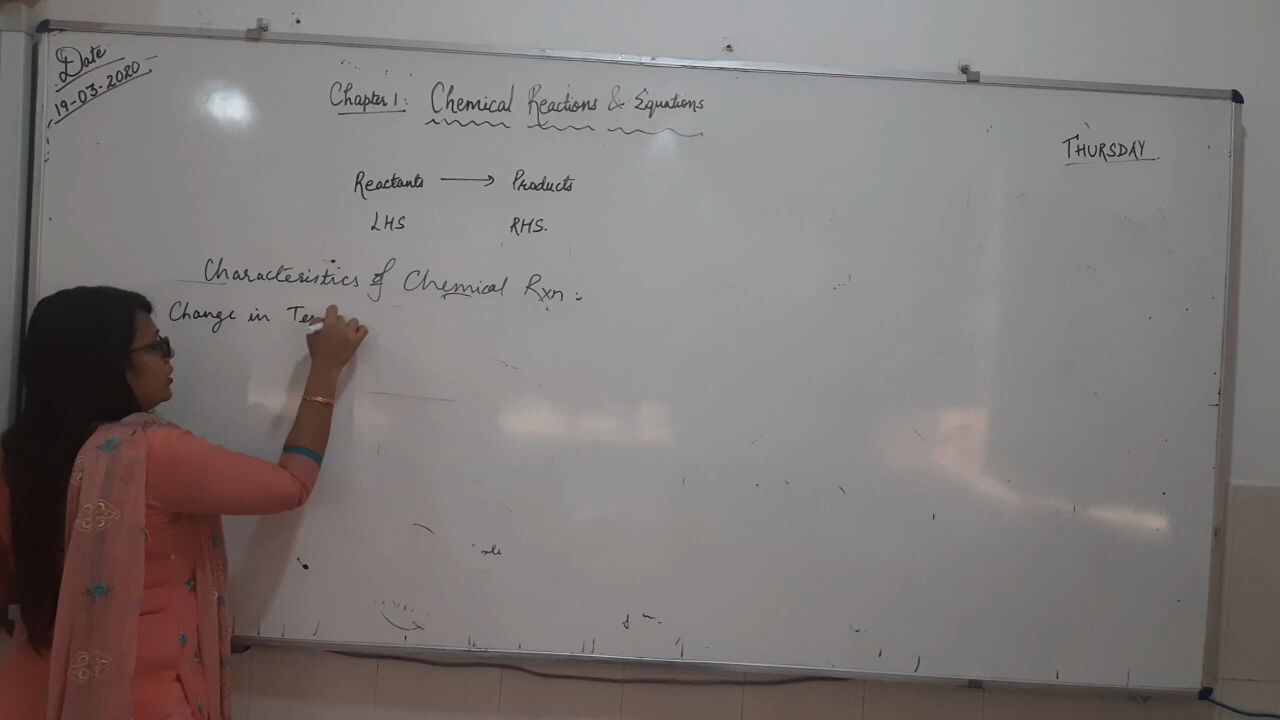 Date
19-03-2020
Chapter 1: Chemical Reactions & Equations
THURSDAY.
Reactants ⟶ Products
LHS RHS.
Characteristics of Chemical Rxn:
Change in Te